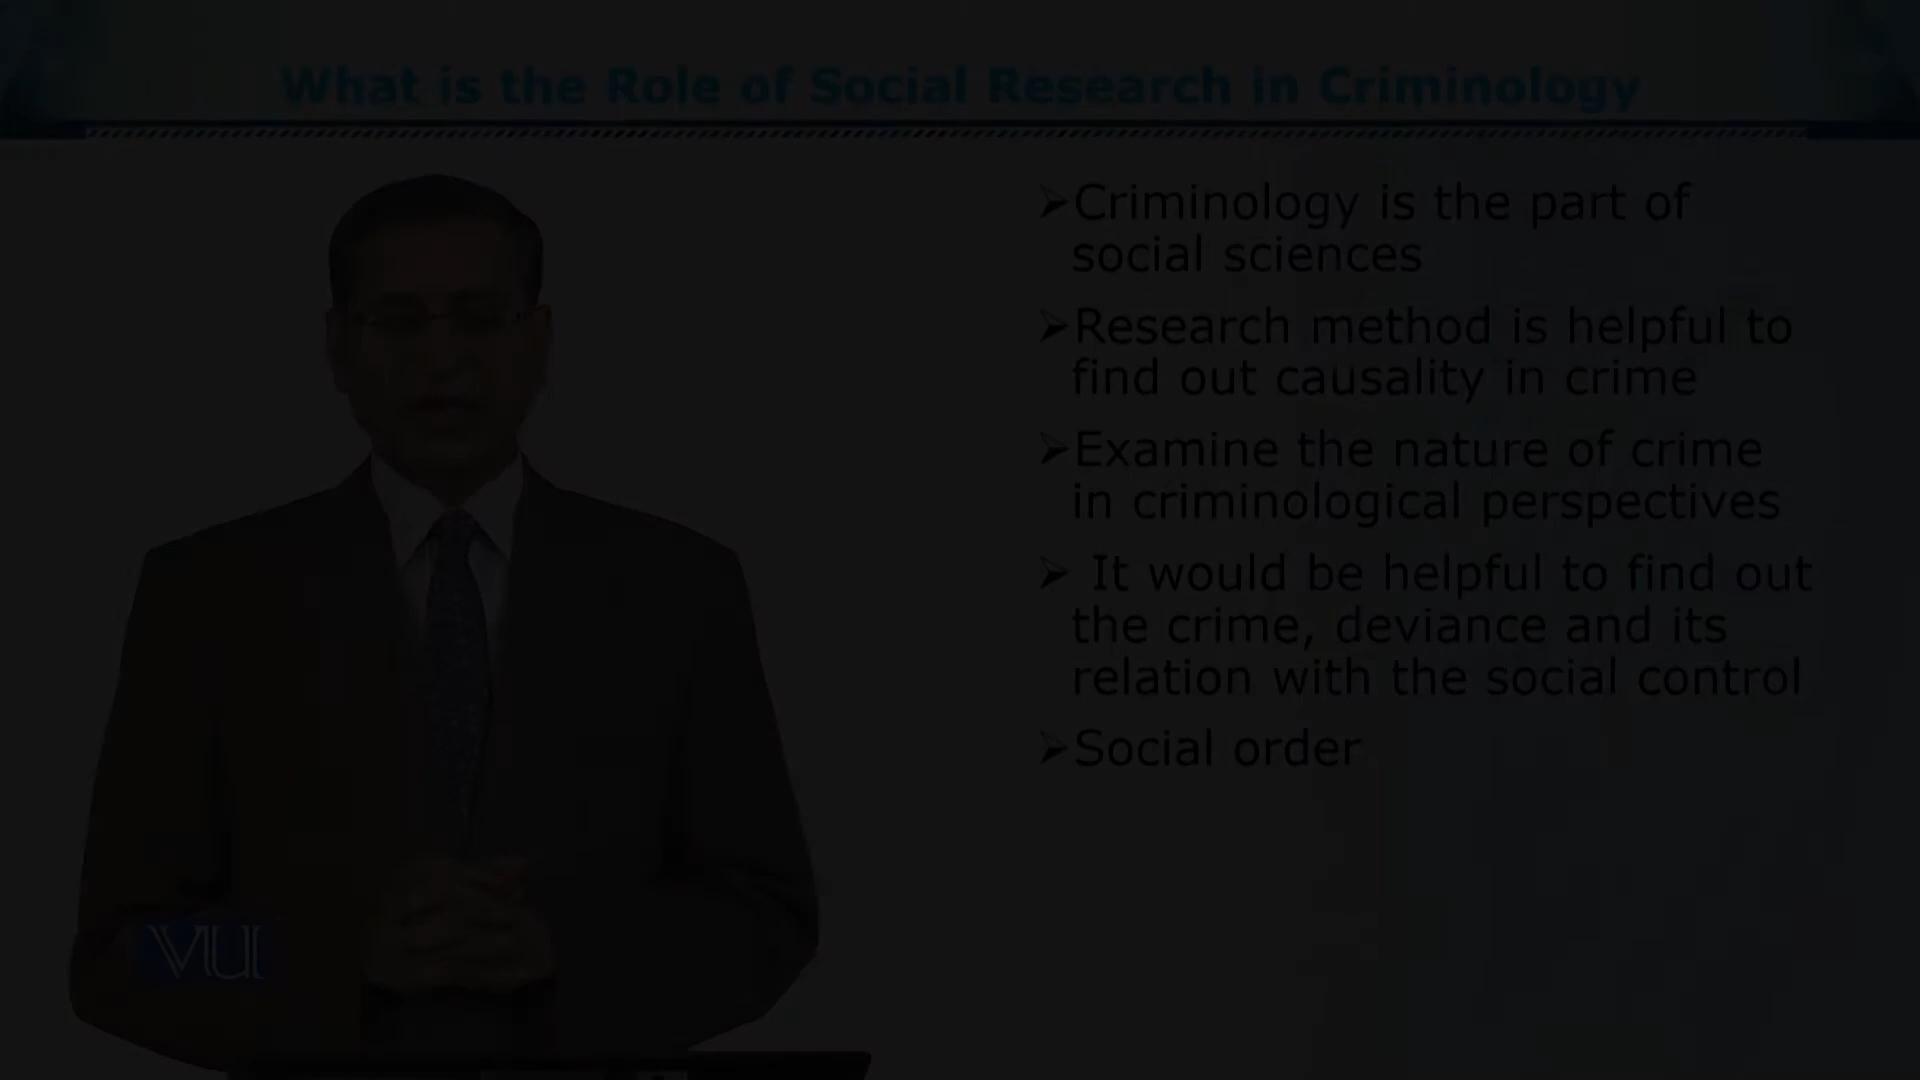 What is the Role of Social Research in Criminology
➢Criminology is the part of
social sciences
➢Research method is helpful to
find out causality in crime
➢Examine the nature of crime
in criminological perspectives
➢ It would be helpful to find out
the crime, deviance and its
relation with the social control
➢Social order
VU